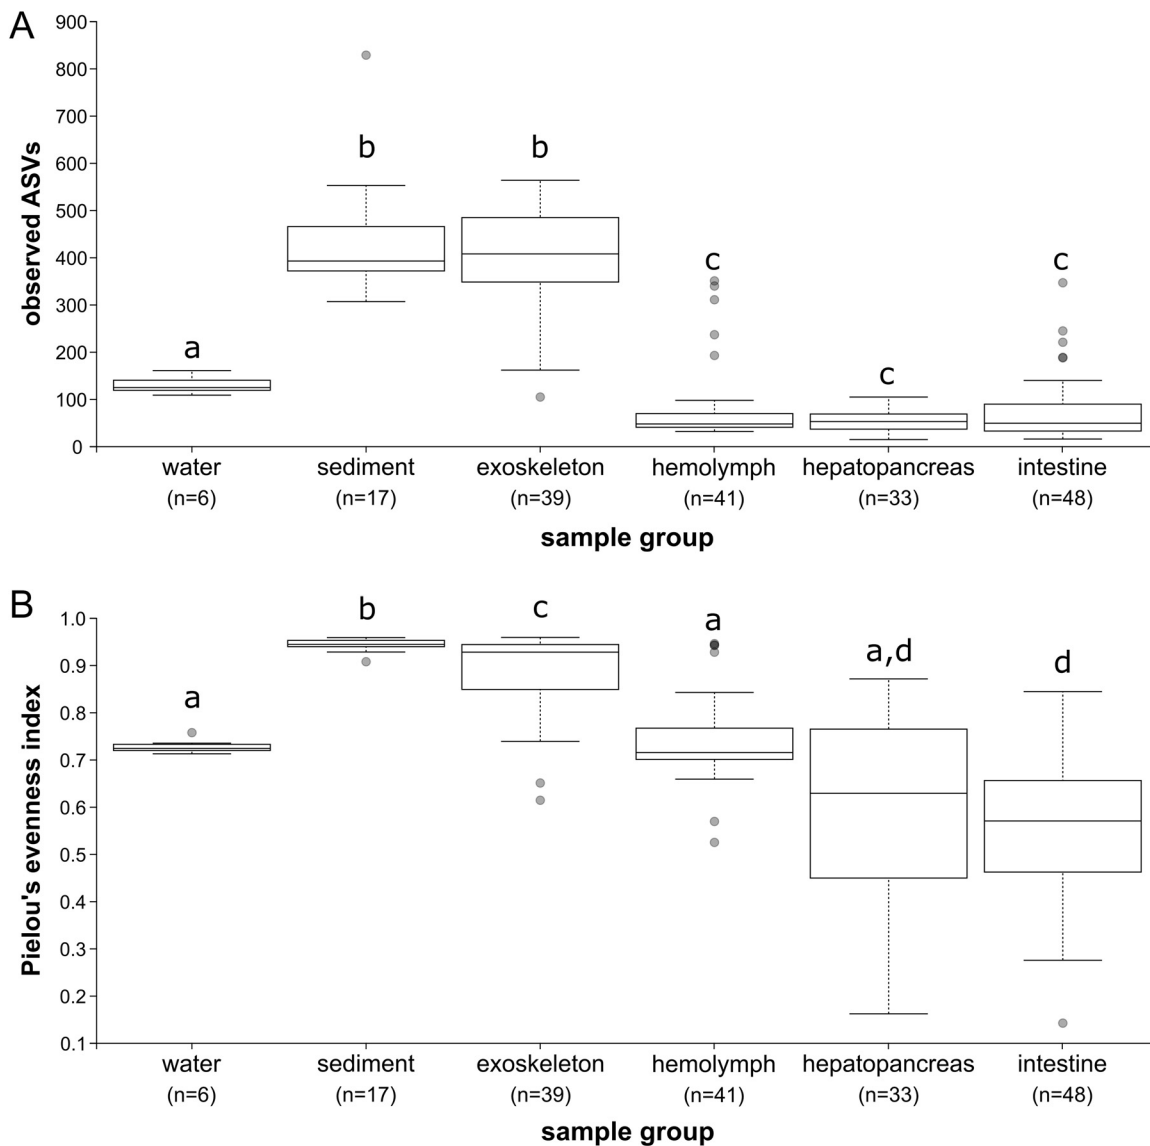 A
900
800
700
600
500
400
300
200
100
0
observed ASVs
a
b
b
c
c
c
water sediment exoskeleton hemolymph hepatopancreas intestine
(n=6) (n=17) (n=39) (n=41) (n=33) (n=48)
sample group
B
1.0
0.9
0.8
0.7
0.6
0.5
0.4
0.3
0.2
0.1
Pielou's evenness index
a
b
c
a
a,d
d
water sediment exoskeleton hemolymph hepatopancreas intestine
(n=6) (n=17) (n=39) (n=41) (n=33) (n=48)
sample group